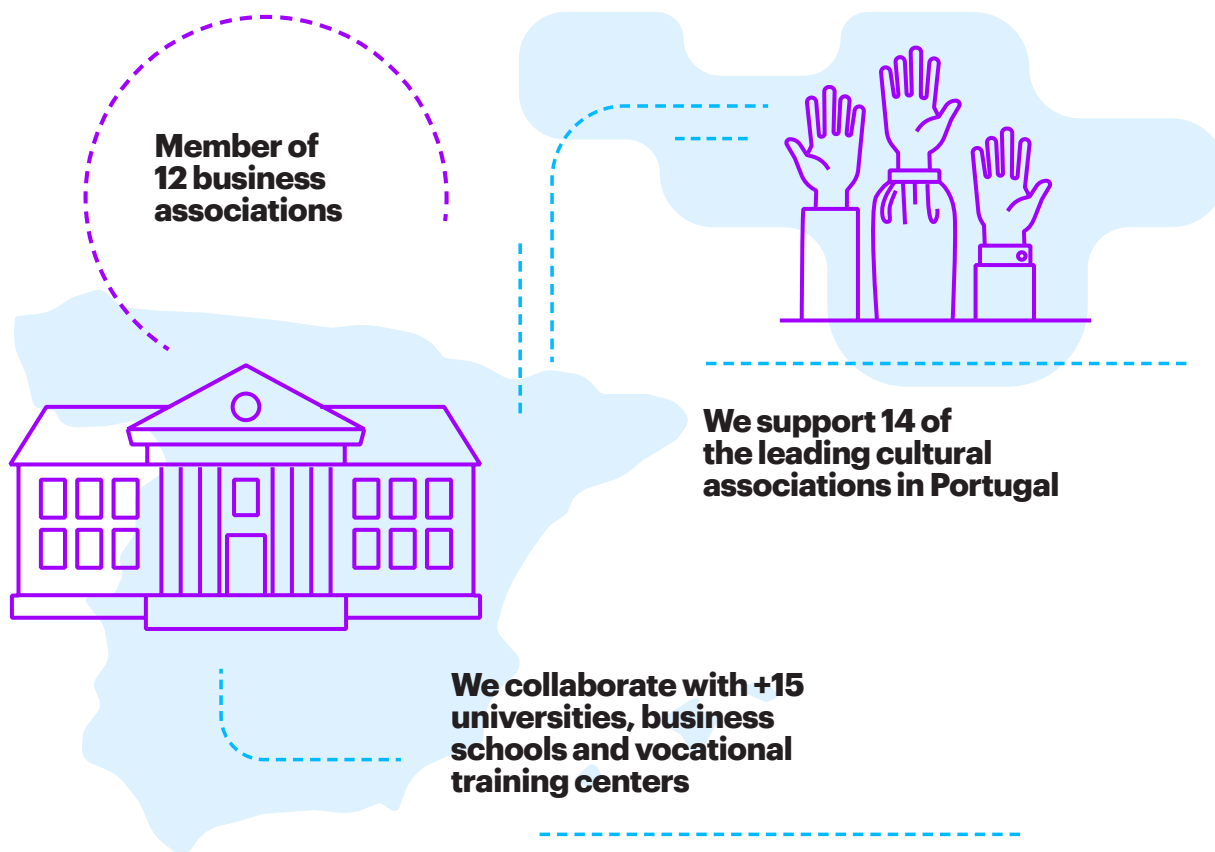 Member of
12 business
associations
We support 14 of
the leading cultural
associations in Portugal
We collaborate with +15
universities, business
schools and vocational
training centers